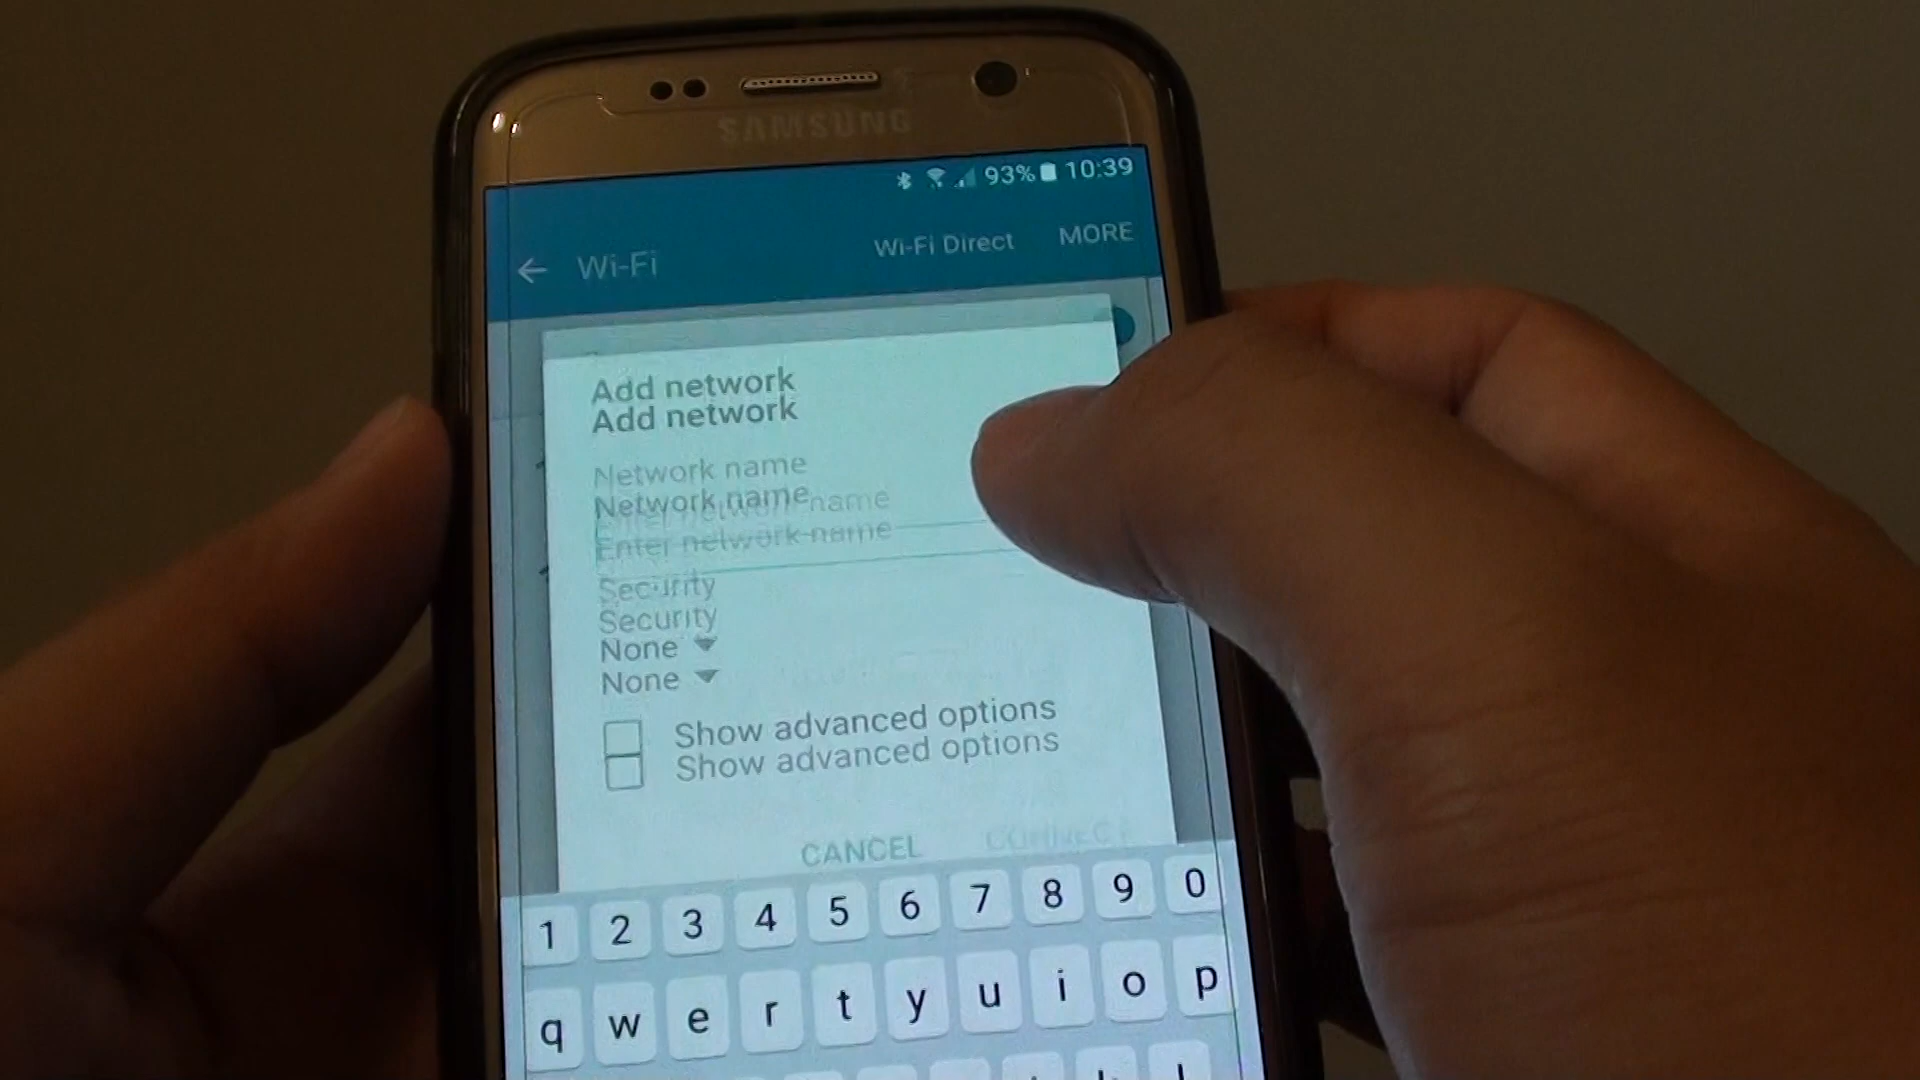 SAMSUNG
93% 10:39
Wi-Fi Wi-Fi Direct MORE
Add network
Add network
Network name
Network name
name
Enter network name
Security
Security
None
None
Show advanced options
Show advanced options
CANCEL CONNECT
1 2 3 4 5 6 7 8 9 0
q w e r t y u i o p